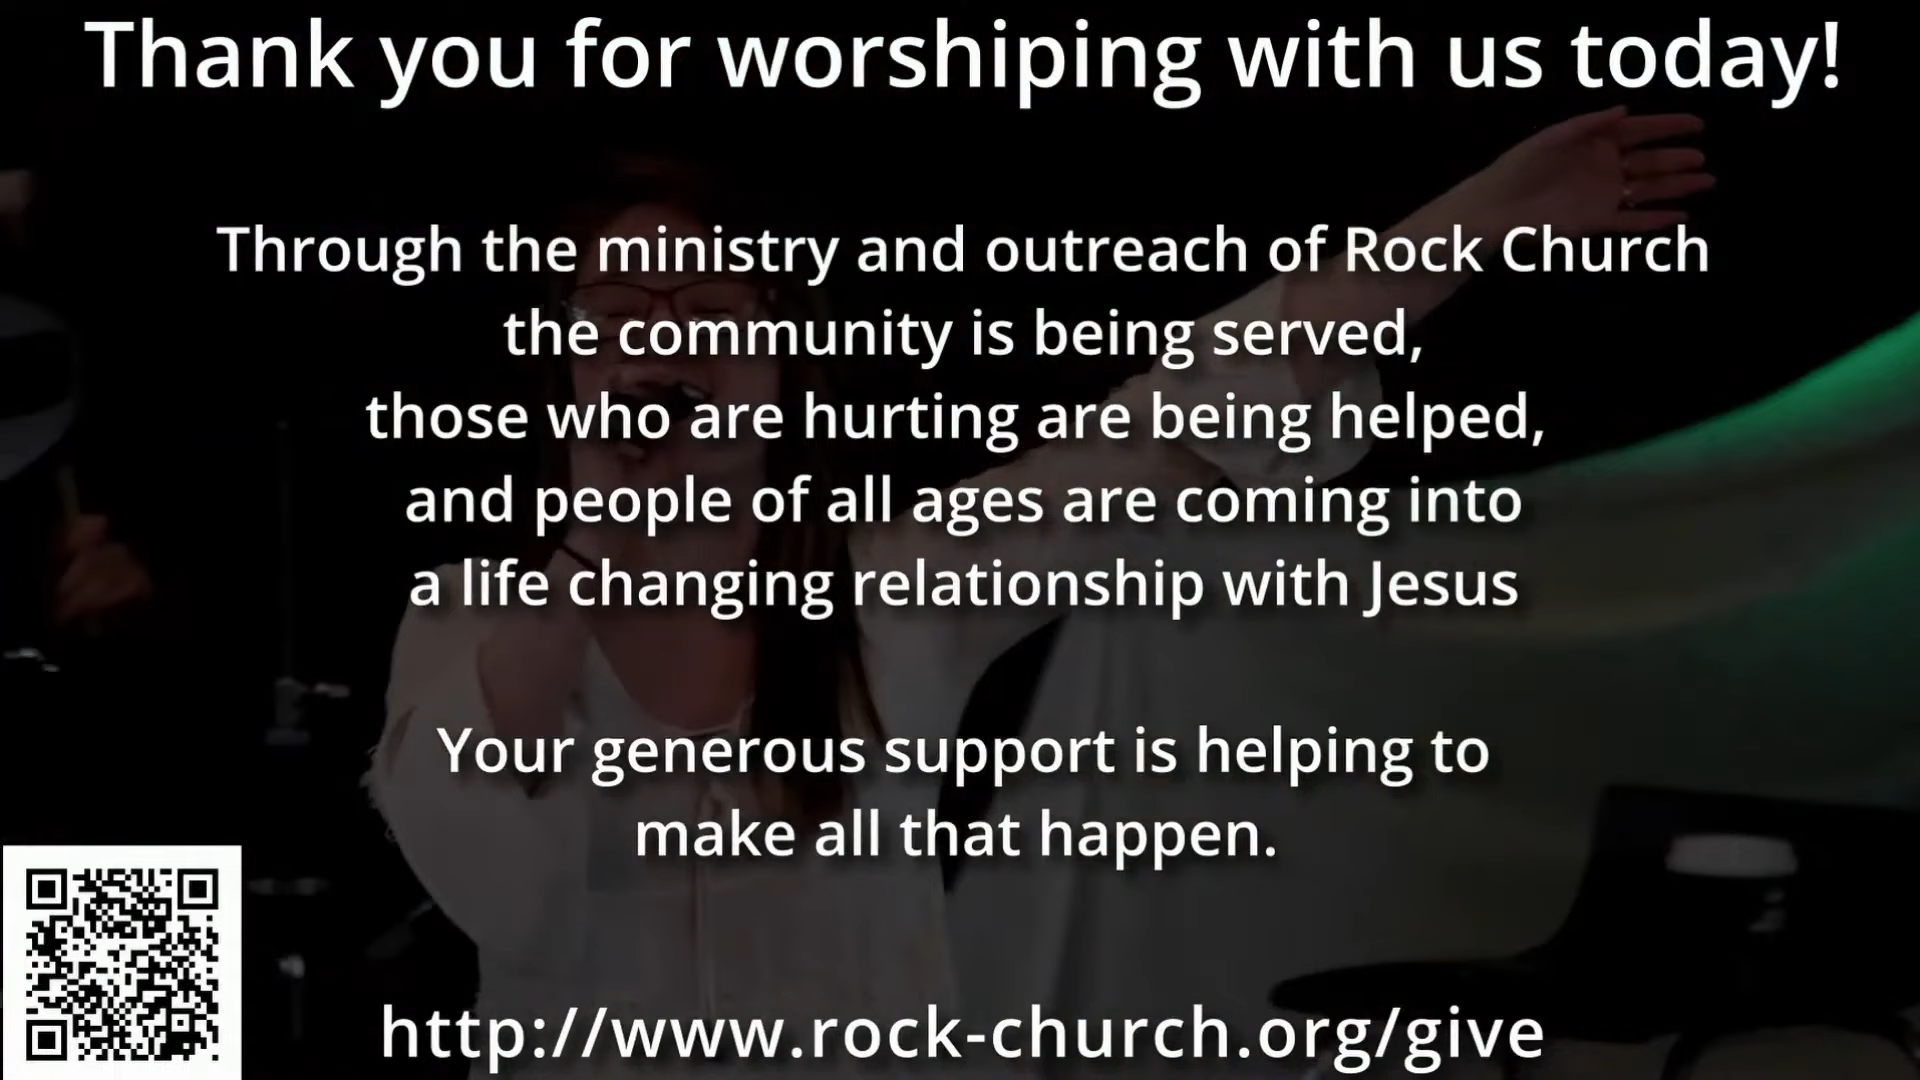 Thank you for worshiping with us today!
Through the ministry and outreach of Rock Church
the community is being served,
those who are hurting are being helped,
and people of all ages are coming into
a life changing relationship with Jesus
Your generous support is helping to
make all that happen.
http://www.rock-church.org/give